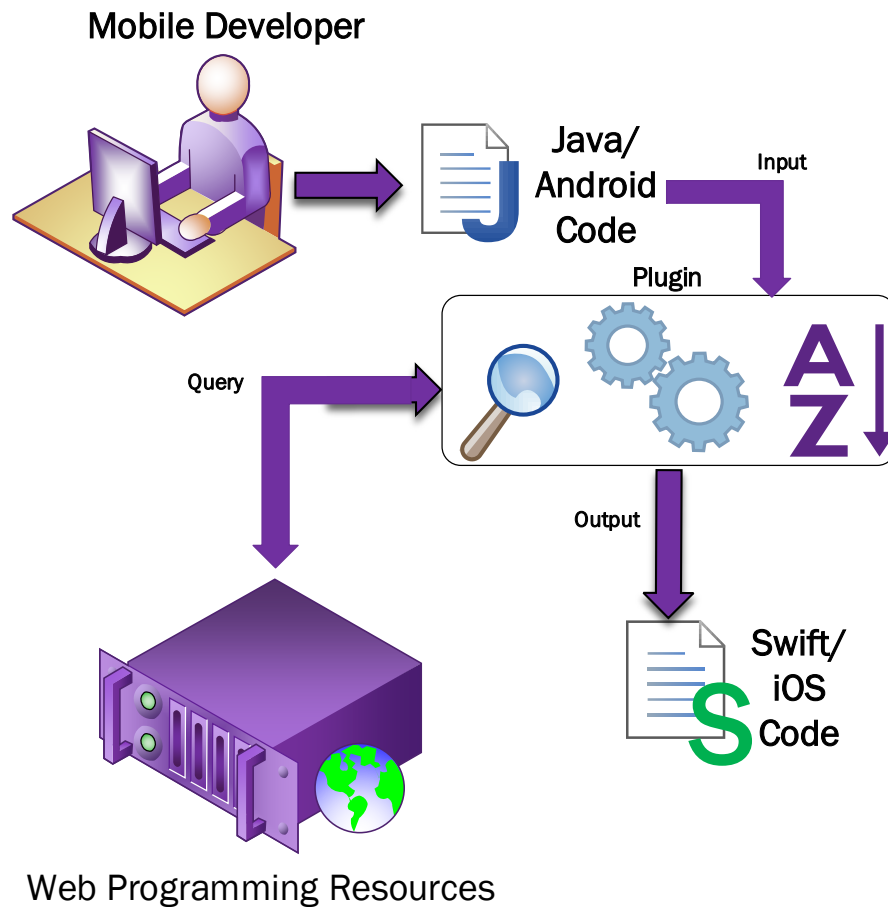 Mobile Developer
Java/
Android
Code
J
Input
Plugin
Query
A
Z
Output
Swift/
iOS
Code
S
Web Programming Resources